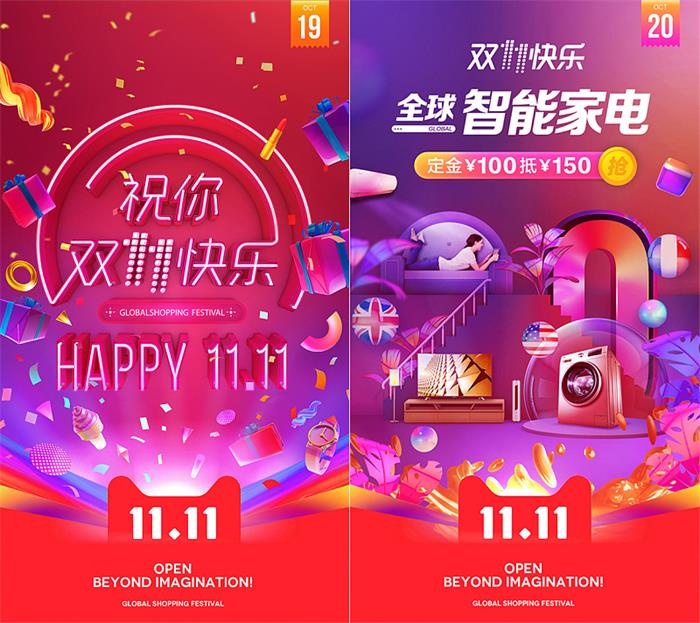 OCT
19
祝你
双11快乐
GLOBALSHOPPING FESTIVAL
HAPPY 11.11
11.11
OPEN
BEYOND IMAGINATION!
GLOBAL SHOPPING FESTIVAL
OCT
20
双11快乐
全球 智能家电
GLOBAL
定金¥100抵¥150 抢
11.11
OPEN
BEYOND IMAGINATION!
GLOBAL SHOPPING FESTIVAL